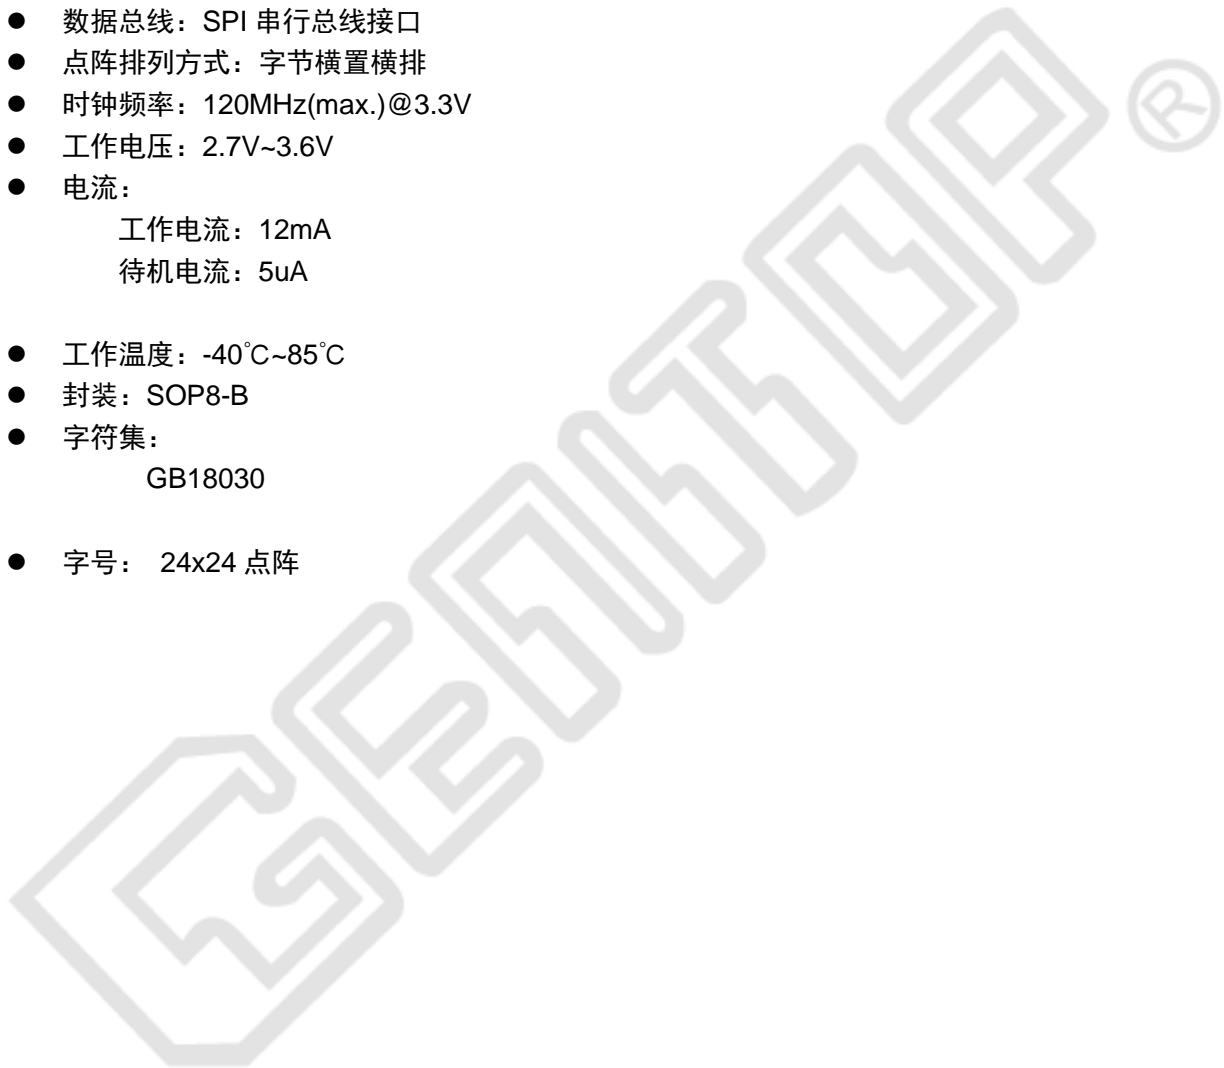 ● 数据总线：SPI 串行总线接口
● 点阵排列方式：字节横置横排
● 时钟频率：120MHz(max.)@3.3V
● 工作电压：2.7V~3.6V
● 电流：
工作电流：12mA
待机电流：5uA
● 工作温度：-40℃~85℃
● 封装：SOP8-B
● 字符集：
GB18030
● 字号： 24x24 点阵
GENITOP®